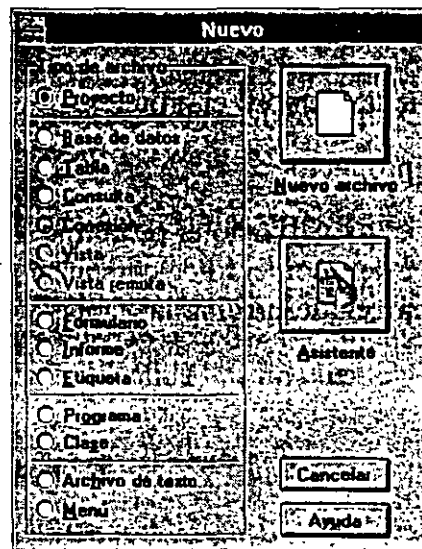 Nuevo
Tipo de archivo
Proyecto
Base de datos
Tabla
Consulta
Conexión
Vista
Vista remota
Formulario
Informe
Etiqueta
Programa
Clase
Archivo de texto
Menú
Nuevo archivo
Asistente
Cancelar
Ayuda